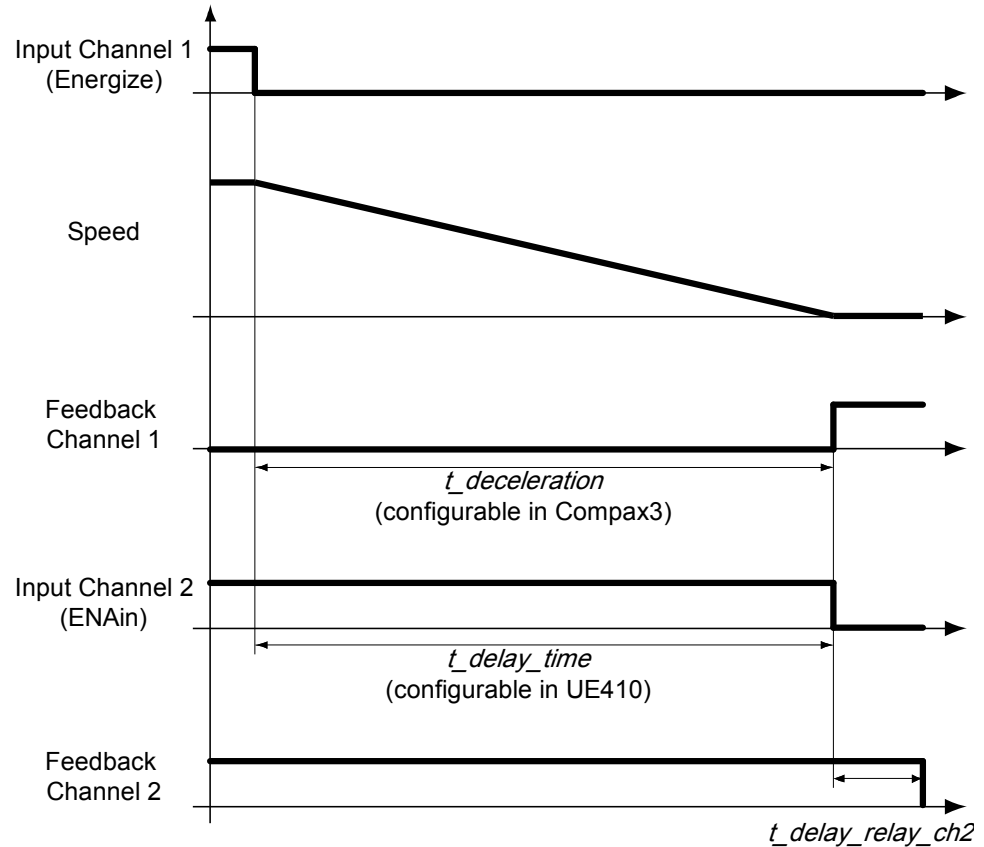 Input Channel 1
(Energize)
Speed
Feedback
Channel 1
t_deceleration
(configurable in Compax3)
Input Channel 2
(ENAin)
t_delay_time
(configurable in UE410)
Feedback
Channel 2
t_delay_relay_ch2